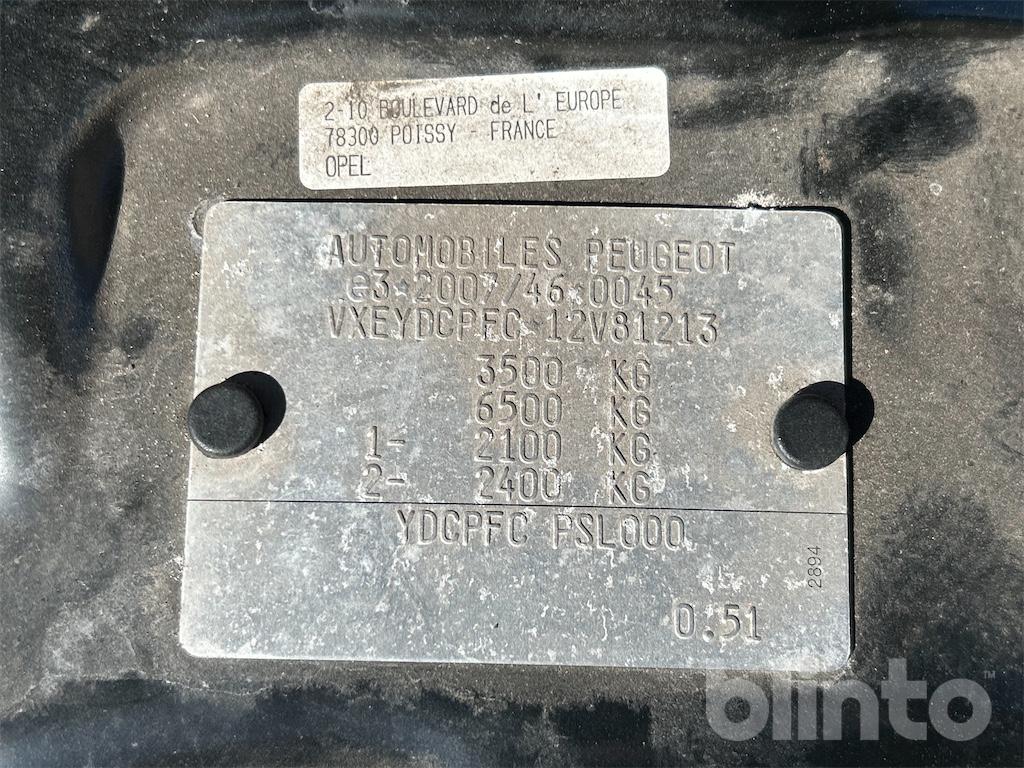 2-10 BOULEVARD de L' EUROPE
78300 POISSY - FRANCE
OPEL
AUTOMOBILES PEUGEOT
e3*2007/46*0045
VXEYDCPFC 12V81213
3500 KG
6500 KG
1- 2100 KG
2- 2400 KG
YDCPFC PSL000
2894
0.51
blinto™